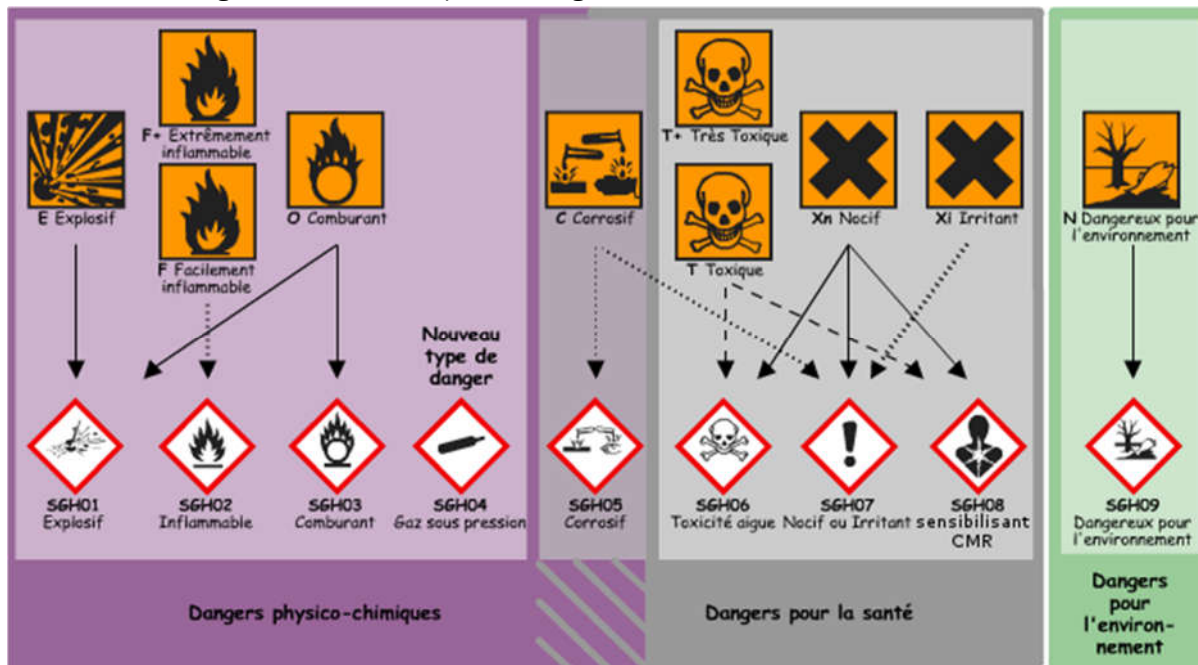 F+ Extrêmement
inflammable
T+ Très Toxique
E Explosif
O Comburant
C Corrosif
Xn Nocif
Xi Irritant
N Dangereux pour
l'environnement
F Facilement
inflammable
T Toxique
Nouveau
type de
danger
SGH01
Explosif
SGH02
Inflammable
SGH03
Comburant
SGH04
Gaz sous pression
SGH05
Corrosif
SGH06
Toxicité aigue
SGH07
Nocif ou Irritant
SGH08
sensibilisant
CMR
SGH09
Dangereux pour
l'environnement
Dangers physico-chimiques
Dangers pour la santé
Dangers
pour
l'environ-
nement